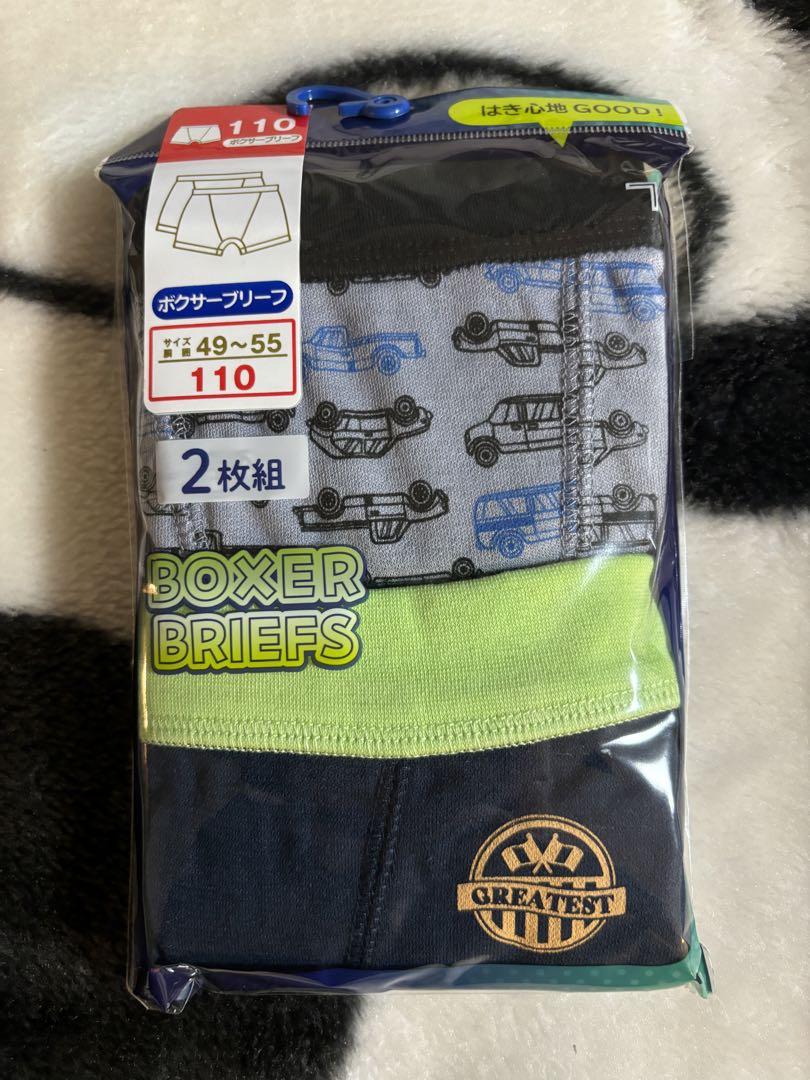 110
ボクサーブリーフ
はき心地 GOOD!
ボクサーブリーフ
サイズ
胴囲 49〜55
110
2枚組
BOXER
BRIEFS
GREATEST